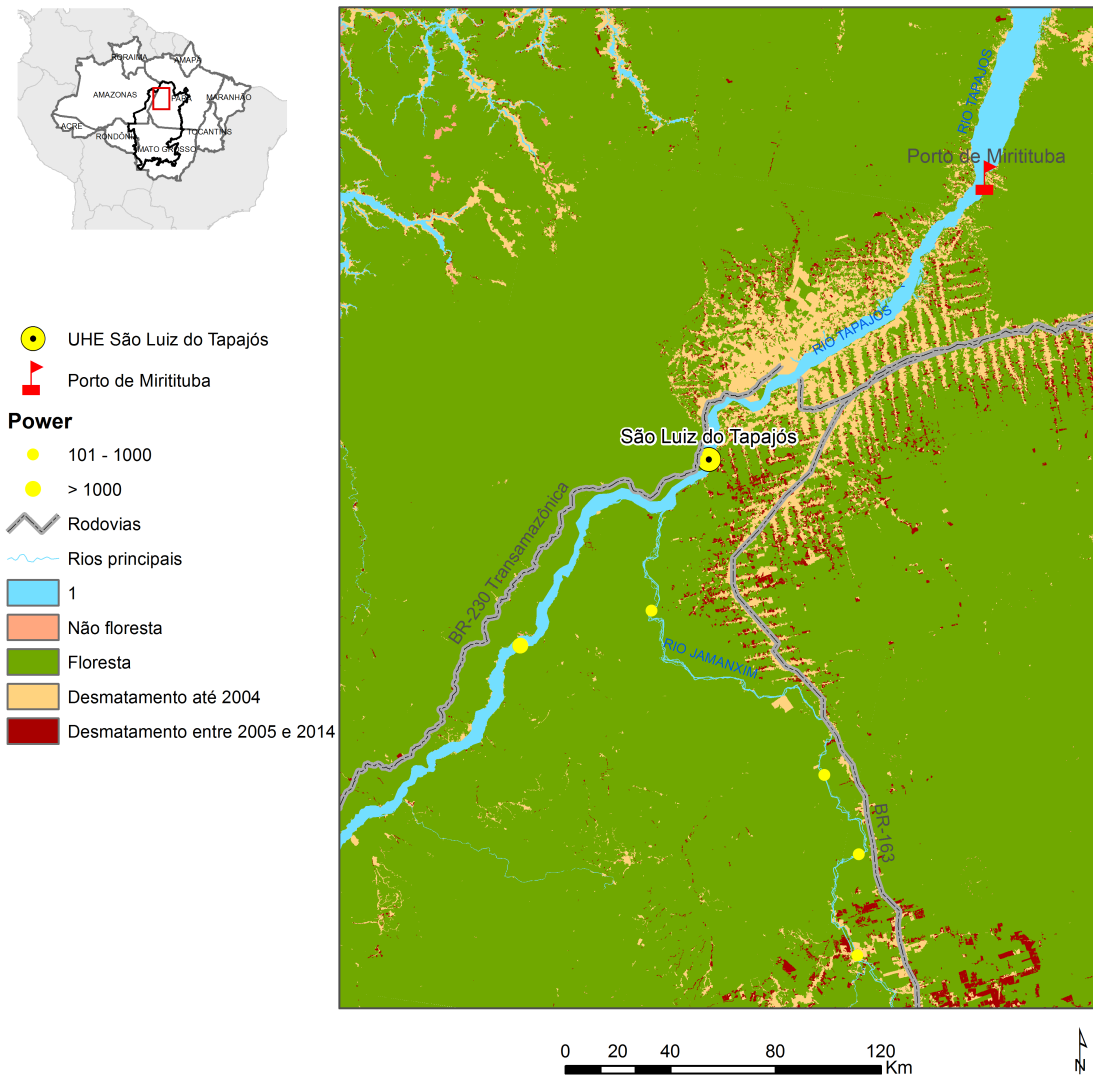 RORAIMA
AMAPÁ
AMAZONAS
PARÁ
MARANHÃO
ACRE
RONDÔNIA
TOCANTINS
MATO GROSSO
UHE São Luiz do Tapajós
Porto de Miritituba
Power
101 - 1000
> 1000
Rodovias
Rios principais
1
Não floresta
Floresta
Desmatamento até 2004
Desmatamento entre 2005 e 2014
RIO TAPAJOS
Porto de Miritituba
RIO TAPAJOS
São Luiz do Tapajós
BR-230 Transamazônica
RIO JAMANXIM
BR-163
0 20 40 80 120
Km
N